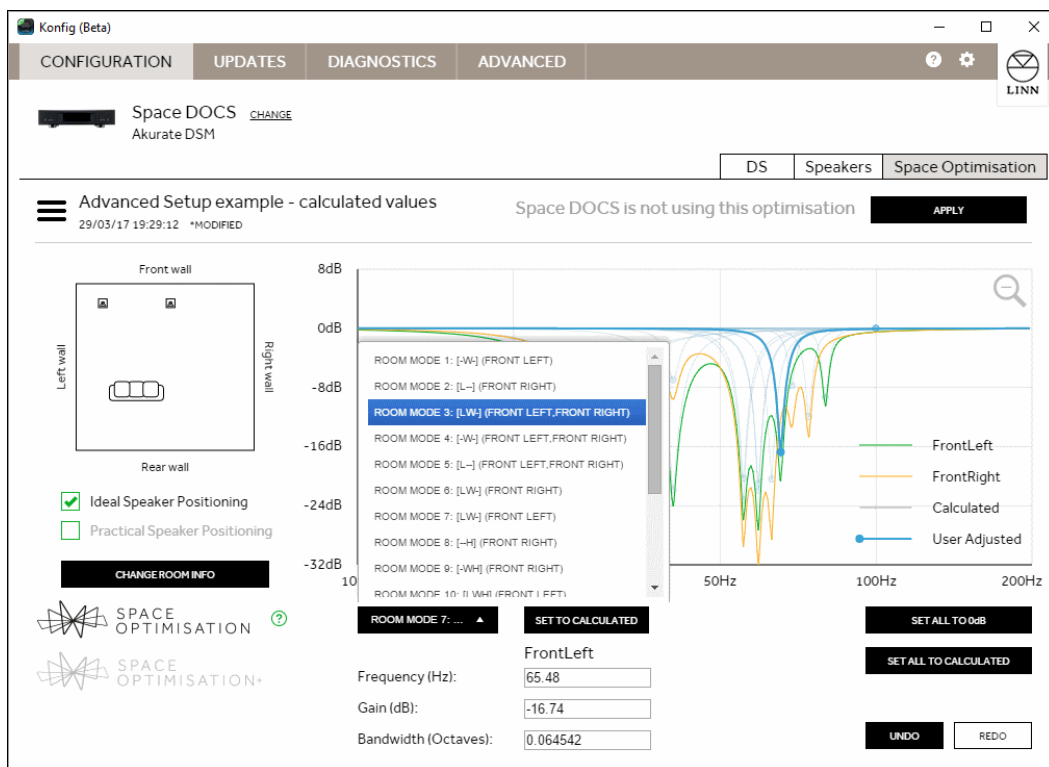 Konfig (Beta)
CONFIGURATION UPDATES DIAGNOSTICS ADVANCED ?
LINN
Space DOCS CHANGE
Akurate DSM
DS Speakers Space Optimisation
Advanced Setup example - calculated values
29/03/17 19:29:12 *MODIFIED
Space DOCS is not using this optimisation APPLY
Front wall
Left wall
Right wall
Rear wall
Ideal Speaker Positioning
Practical Speaker Positioning
CHANGE ROOM INFO
SPACE
OPTIMISATION ?
SPACE
OPTIMISATION+
8dB
0dB
-8dB
-16dB
-24dB
-32dB
ROOM MODE 1: [-W-] (FRONT LEFT)
ROOM MODE 2: [L--] (FRONT RIGHT)
ROOM MODE 3: [LW-] (FRONT LEFT,FRONT RIGHT)
ROOM MODE 4: [-W-] (FRONT LEFT,FRONT RIGHT)
ROOM MODE 5: [L--] (FRONT LEFT,FRONT RIGHT)
ROOM MODE 6: [LW-] (FRONT RIGHT)
ROOM MODE 7: [LW-] (FRONT LEFT)
ROOM MODE 8: [--H] (FRONT RIGHT)
ROOM MODE 9: [-WH] (FRONT RIGHT)
ROOM MODE 10: [LWH] (FRONT LEFT)
FrontLeft
FrontRight
Calculated
User Adjusted
10 50Hz 100Hz 200Hz
ROOM MODE 7: ... SET TO CALCULATED SET ALL TO 0dB
SET ALL TO CALCULATED
FrontLeft
Frequency (Hz): 65.48
Gain (dB): -16.74
Bandwidth (Octaves): 0.064542
UNDO REDO